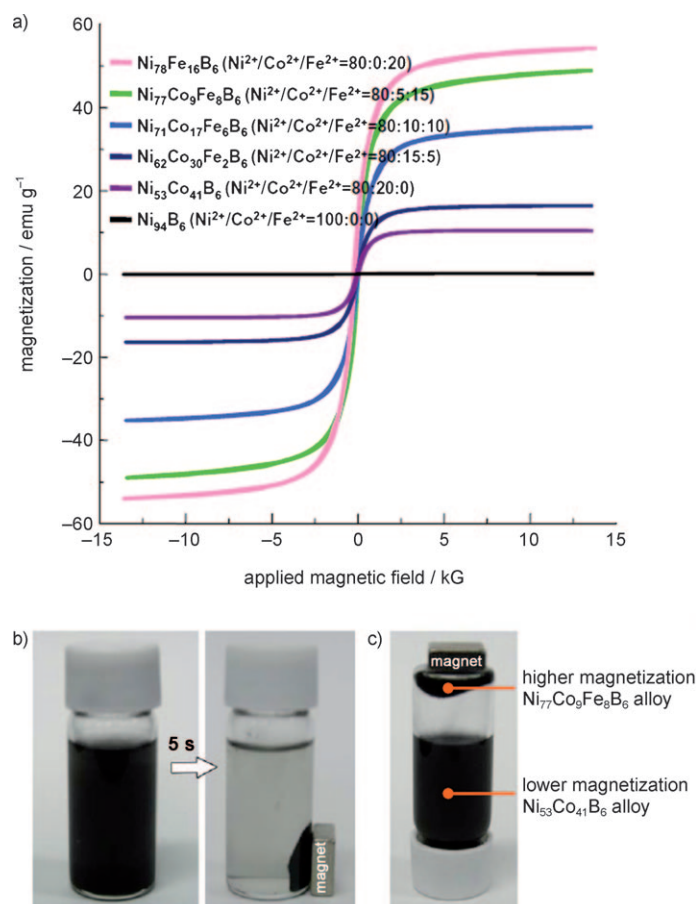 a)
60
40
20
0
–20
–40
–60
magnetization / emu g⁻¹
Ni₇₈Fe₁₆B₆ (Ni²⁺/Co²⁺/Fe²⁺=80:0:20)
Ni₇₇Co₉Fe₈B₆ (Ni²⁺/Co²⁺/Fe²⁺=80:5:15)
Ni₇₁Co₁₇Fe₆B₆ (Ni²⁺/Co²⁺/Fe²⁺=80:10:10)
Ni₆₂Co₃₀Fe₂B₆ (Ni²⁺/Co²⁺/Fe²⁺=80:15:5)
Ni₅₃Co₄₁B₆ (Ni²⁺/Co²⁺/Fe²⁺=80:20:0)
Ni₉₄B₆ (Ni²⁺/Co²⁺/Fe²⁺=100:0:0)
–15 –10 –5 0 5 10 15
applied magnetic field / kG
b)
5 s
magnet
c)
magnet
higher magnetization
Ni₇₇Co₉Fe₈B₆ alloy
lower magnetization
Ni₅₃Co₄₁B₆ alloy